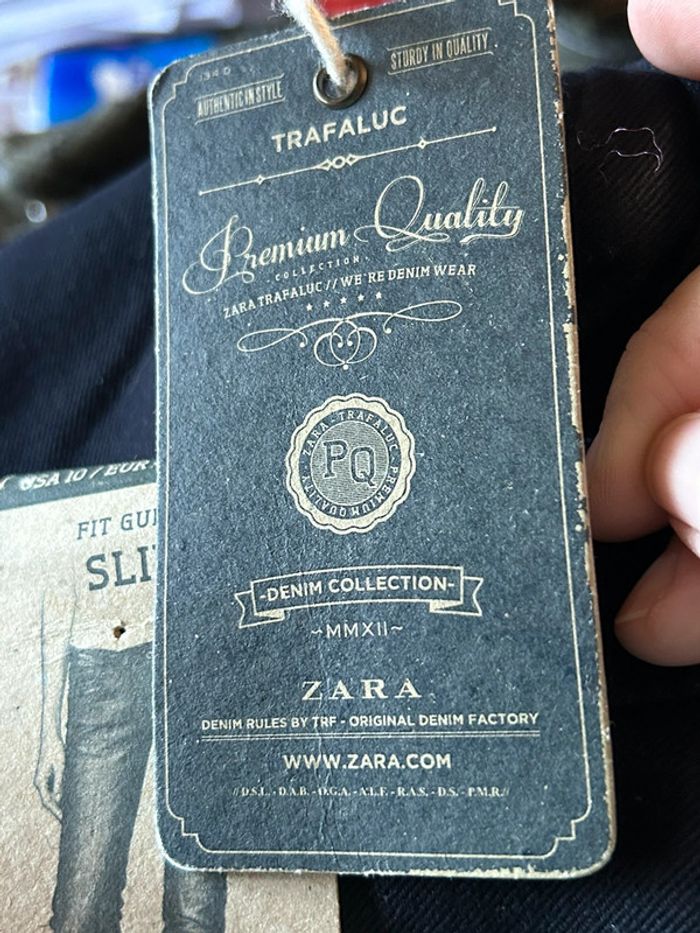 AUTHENTIC IN STYLE
STURDY IN QUALITY
TRAFALUC
Premium Quality
COLLECTION
ZARA TRAFALUC // WE'RE DENIM WEAR
ZARA - TRAFALUC PREMIUM QUALITY
PQ
-DENIM COLLECTION-
~MMXII~
ZARA
DENIM RULES BY TRF - ORIGINAL DENIM FACTORY
WWW.ZARA.COM
// D.S.L. - D.A.B. - O.G.A. - A.L.F. - R.A.S. - D.S. - P.M.R. //
USA 10 / EUR
FIT GUI
SLI